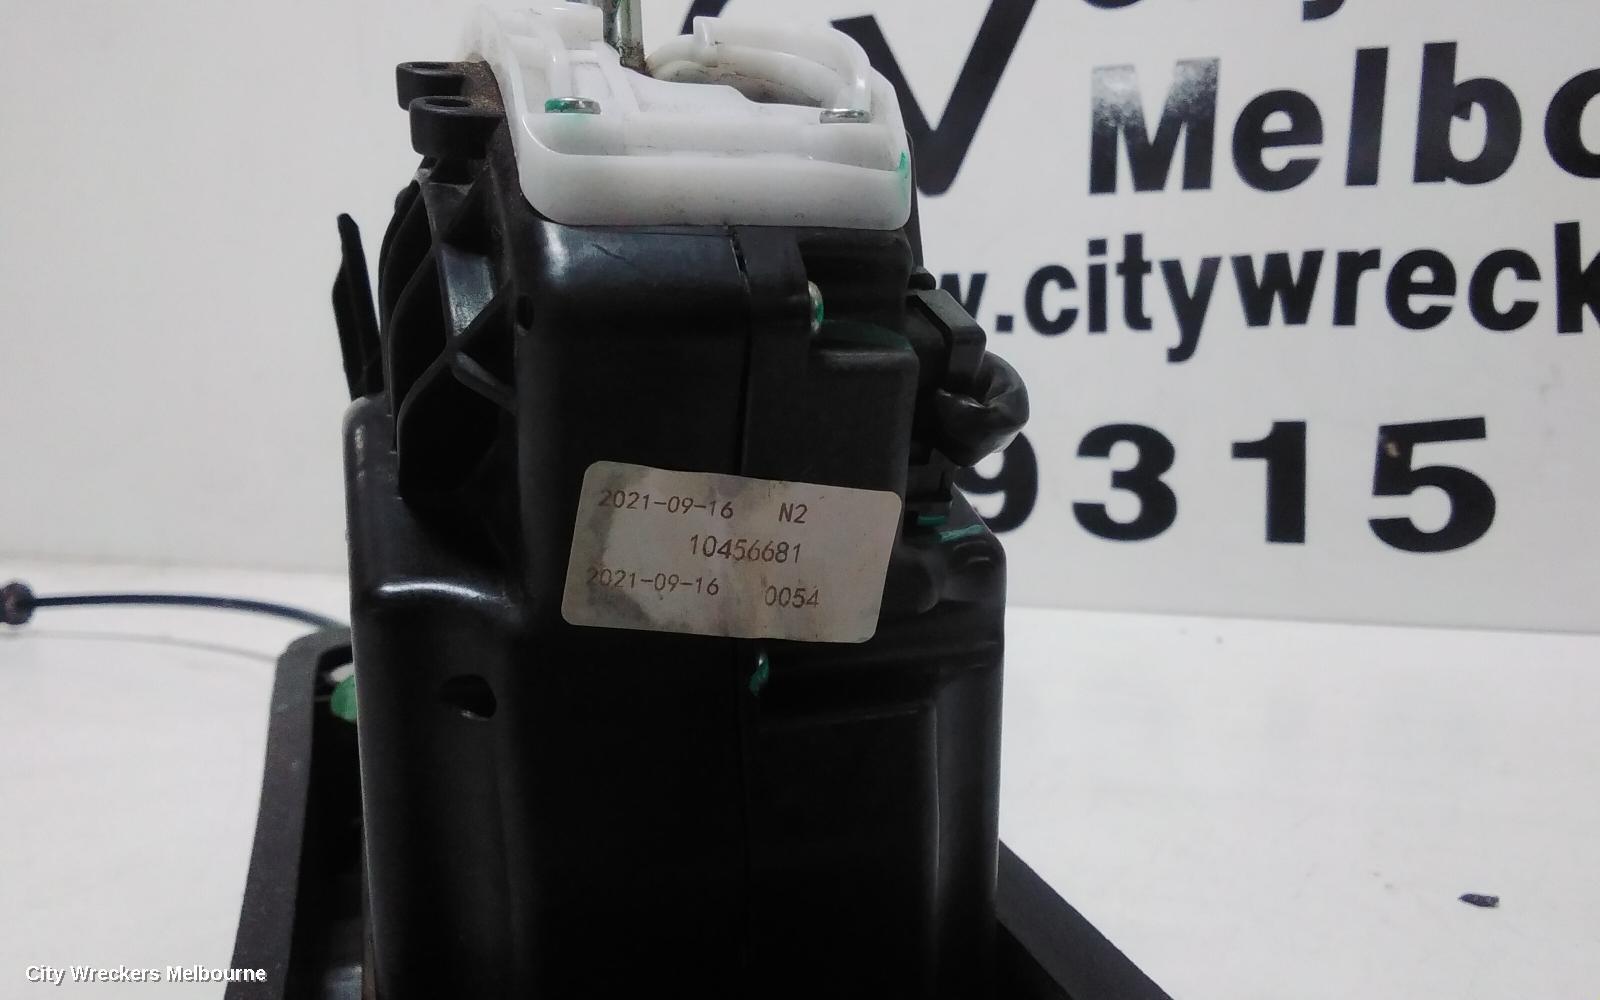 Melbo
w.citywreck
9315
2021-09-16 N2
10456681
2021-09-16 0054
City Wreckers Melbourne